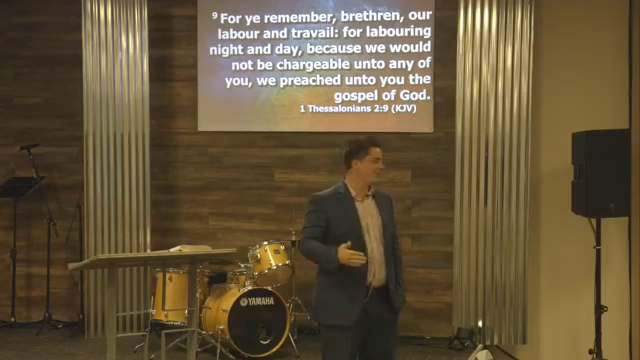 9 For ye remember, brethren, our
labour and travail: for labouring
night and day, because we would
not be chargeable unto any of
you, we preached unto you the
gospel of God.
1 Thessalonians 2:9 (KJV)
YAMAHA